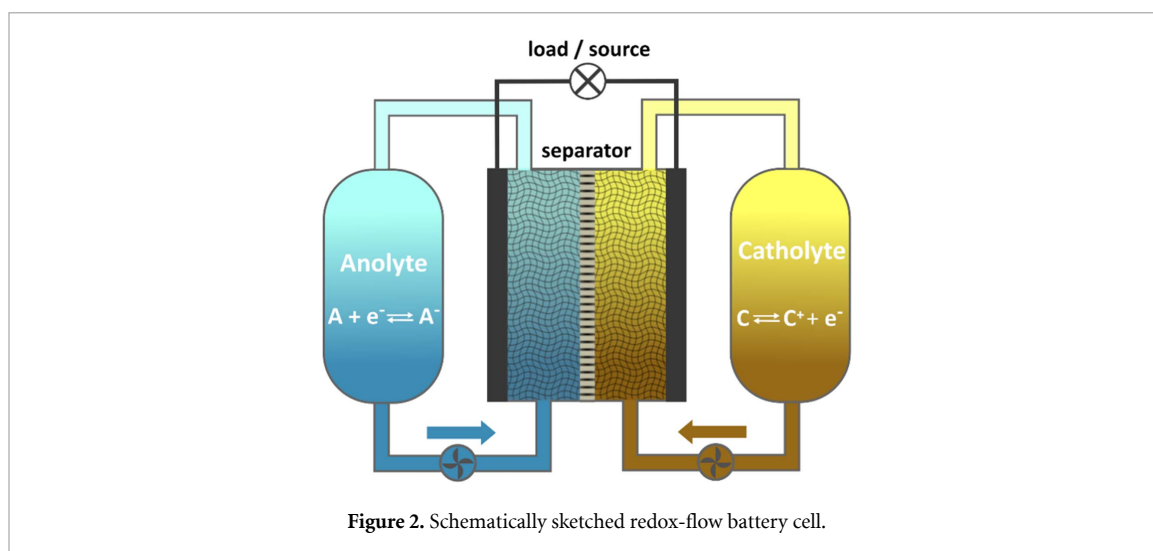 load / source
separator
Anolyte
A + e⁻ ⇌ A⁻
Catholyte
C ⇌ C⁺ + e⁻
Figure 2. Schematically sketched redox-flow battery cell.